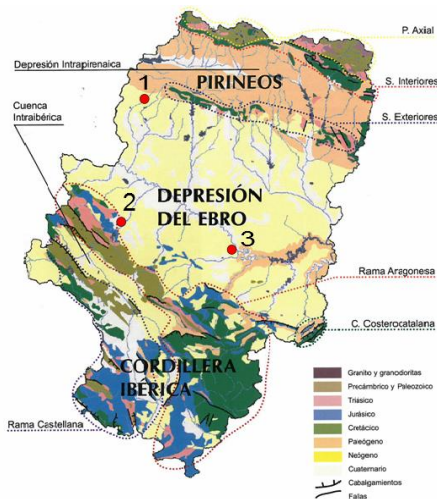 P. Axial
Depresión Intrapirenaica
PIRINEOS
1
S. Interiores
Cuenca
Intraibérica
S. Exteriores
DEPRESIÓN
DEL EBRO
2
3
Rama Aragonesa
C. Costerocatalana
CORDILLERA
IBÉRICA
Rama Castellana
Granito y granodoritas
Precámbrico y Paleozoico
Triásico
Jurásico
Cretácico
Paleógeno
Neógeno
Cuaternario
Cabalgamientos
Fallas